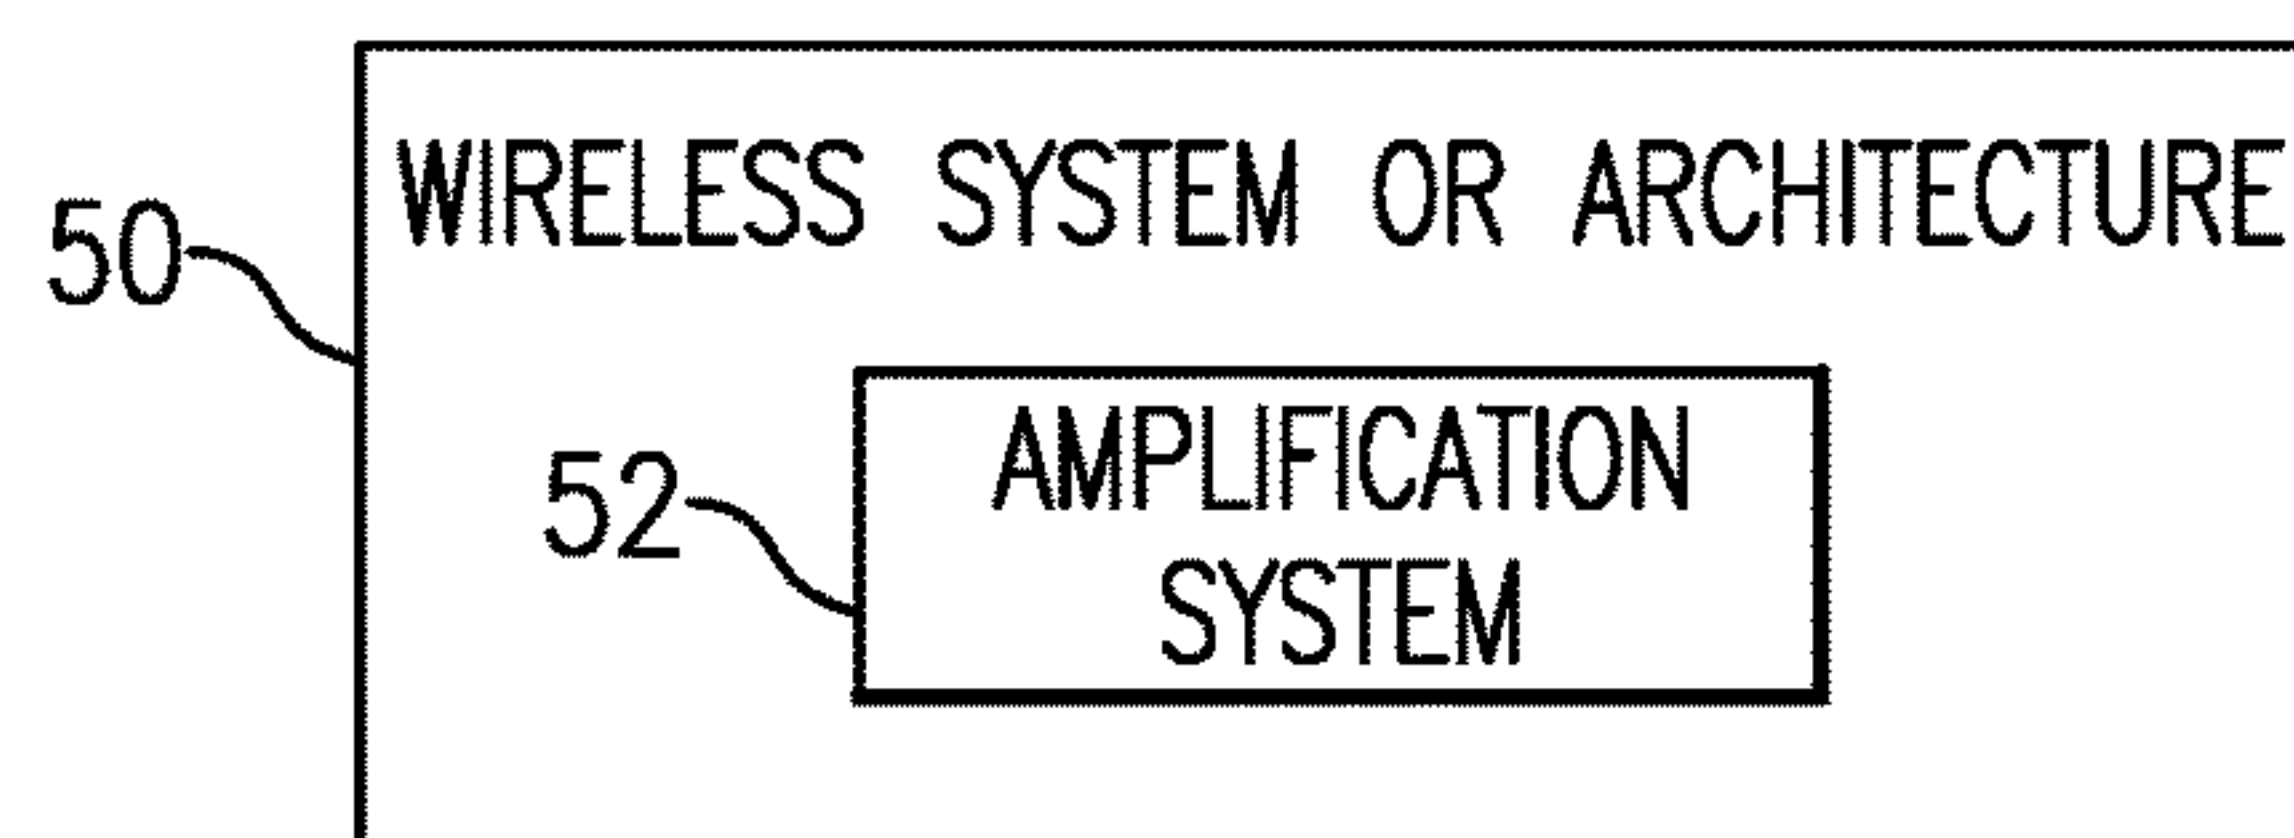 WIRELESS SYSTEM OR ARCHITECTURE
50
AMPLIFICATION
52
SYSTEM